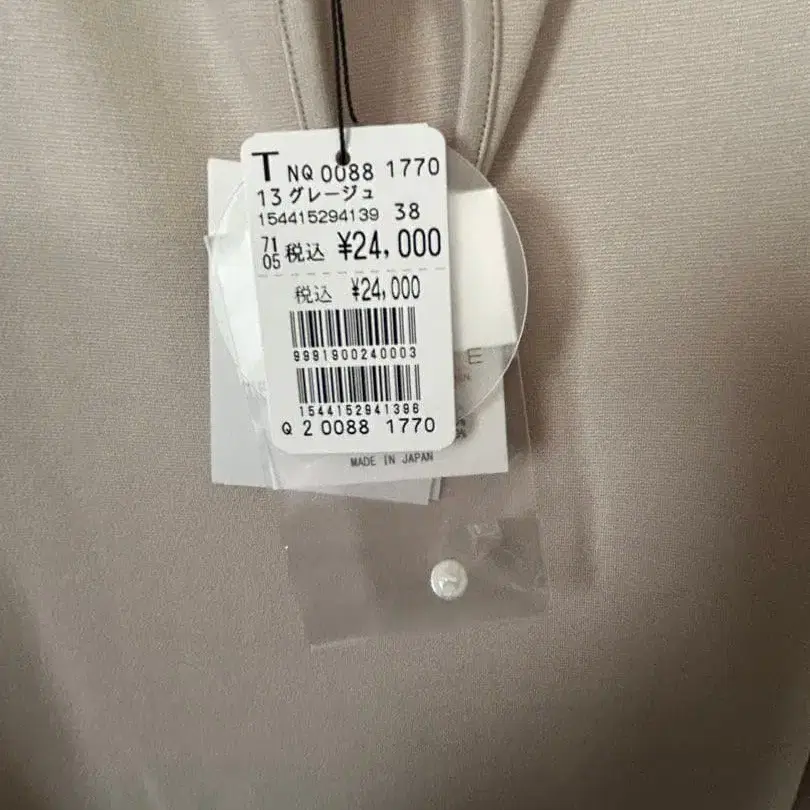 T NQ 0088 1770
13 グレージュ
154415294139 38
71
05 税込 ¥24,000
税込 ¥24,000
9991900240003
1544152941396
Q 2 0088 1770
E
MADE IN JAPAN